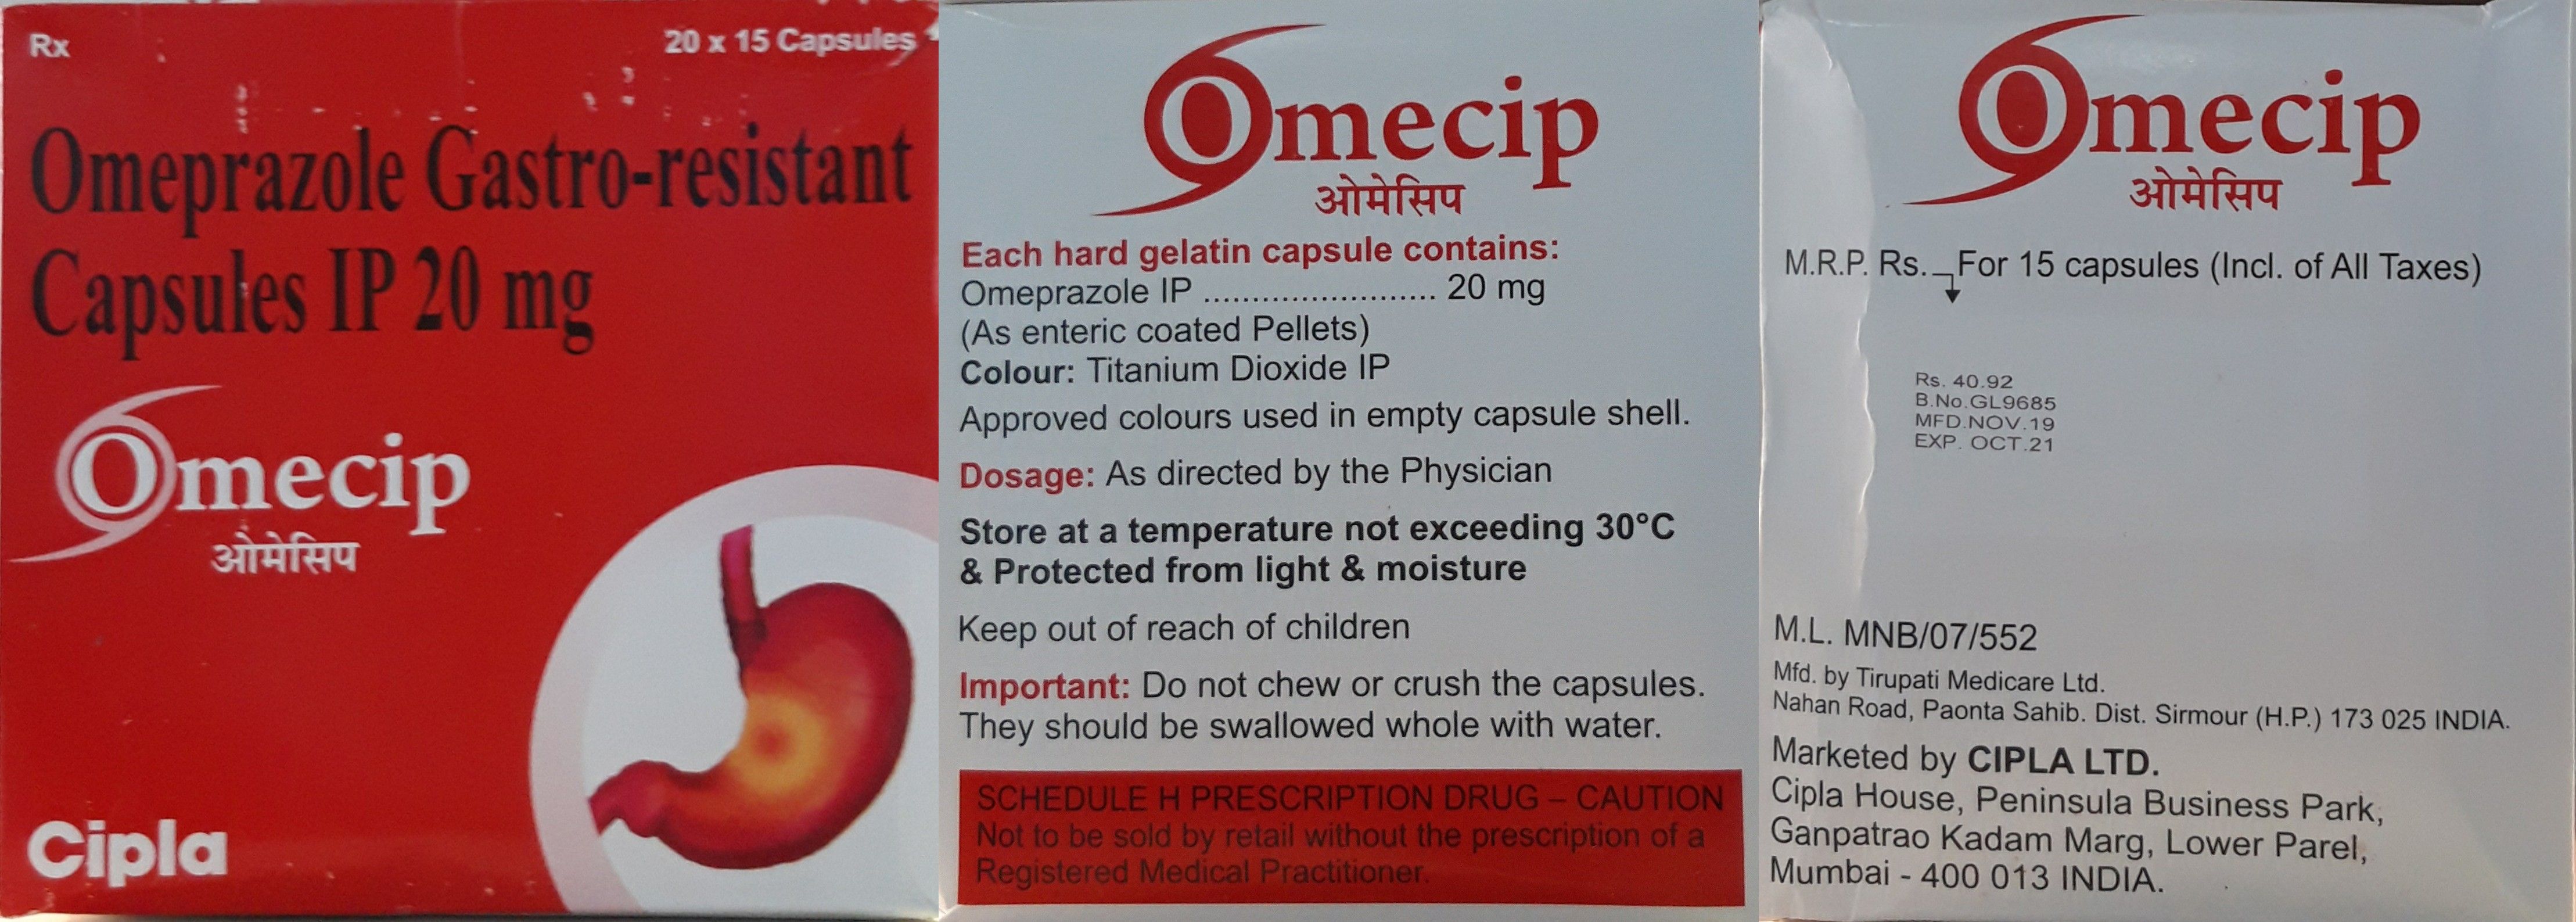 Rx
20 x 15 Capsules
Omeprazole Gastro-resistant
Capsules IP 20 mg
Omecip
ओमेसिप
Cipla
Omecip
ओमेसिप
Each hard gelatin capsule contains:
Omeprazole IP ........................ 20 mg
(As enteric coated Pellets)
Colour: Titanium Dioxide IP
Approved colours used in empty capsule shell.
Dosage: As directed by the Physician
Store at a temperature not exceeding 30°C
& Protected from light & moisture
Keep out of reach of children
Important: Do not chew or crush the capsules.
They should be swallowed whole with water.
SCHEDULE H PRESCRIPTION DRUG – CAUTION
Not to be sold by retail without the prescription of a
Registered Medical Practitioner.
Omecip
ओमेसिप
M.R.P. Rs. For 15 capsules (Incl. of All Taxes)
Rs. 40.92
B.No.GL9685
MFD.NOV.19
EXP. OCT.21
M.L. MNB/07/552
Mfd. by Tirupati Medicare Ltd.
Nahan Road, Paonta Sahib. Dist. Sirmour (H.P.) 173 025 INDIA.
Marketed by CIPLA LTD.
Cipla House, Peninsula Business Park,
Ganpatrao Kadam Marg, Lower Parel,
Mumbai - 400 013 INDIA.